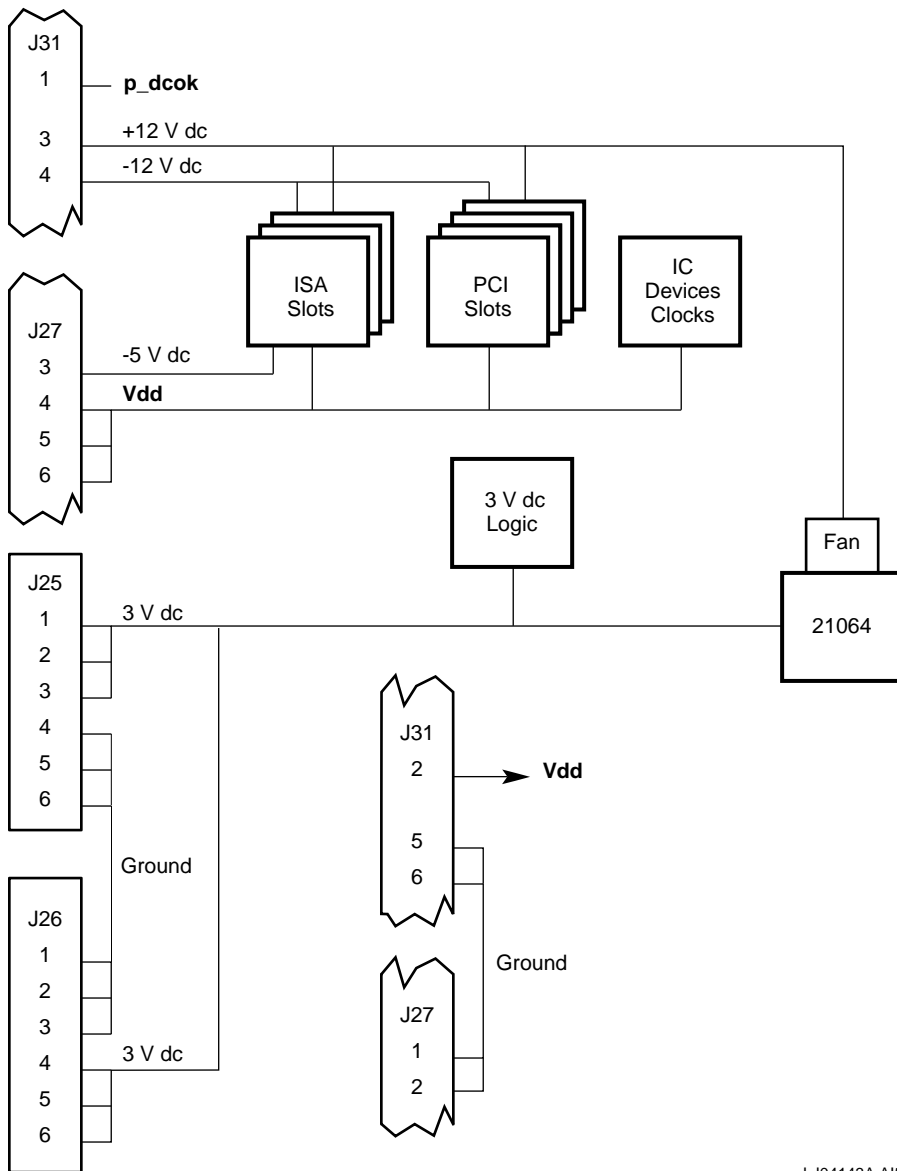 J31
1
p_dcok
3
+12 V dc
4
-12 V dc
ISA
Slots
PCI
Slots
IC
Devices
Clocks
J27
3
-5 V dc
4
Vdd
5
6
3 V dc
Logic
Fan
21064
J25
1
3 V dc
2
3
4
5
6
Ground
J31
2
Vdd
5
6
Ground
J26
1
2
3
4
3 V dc
5
6
J27
1
2